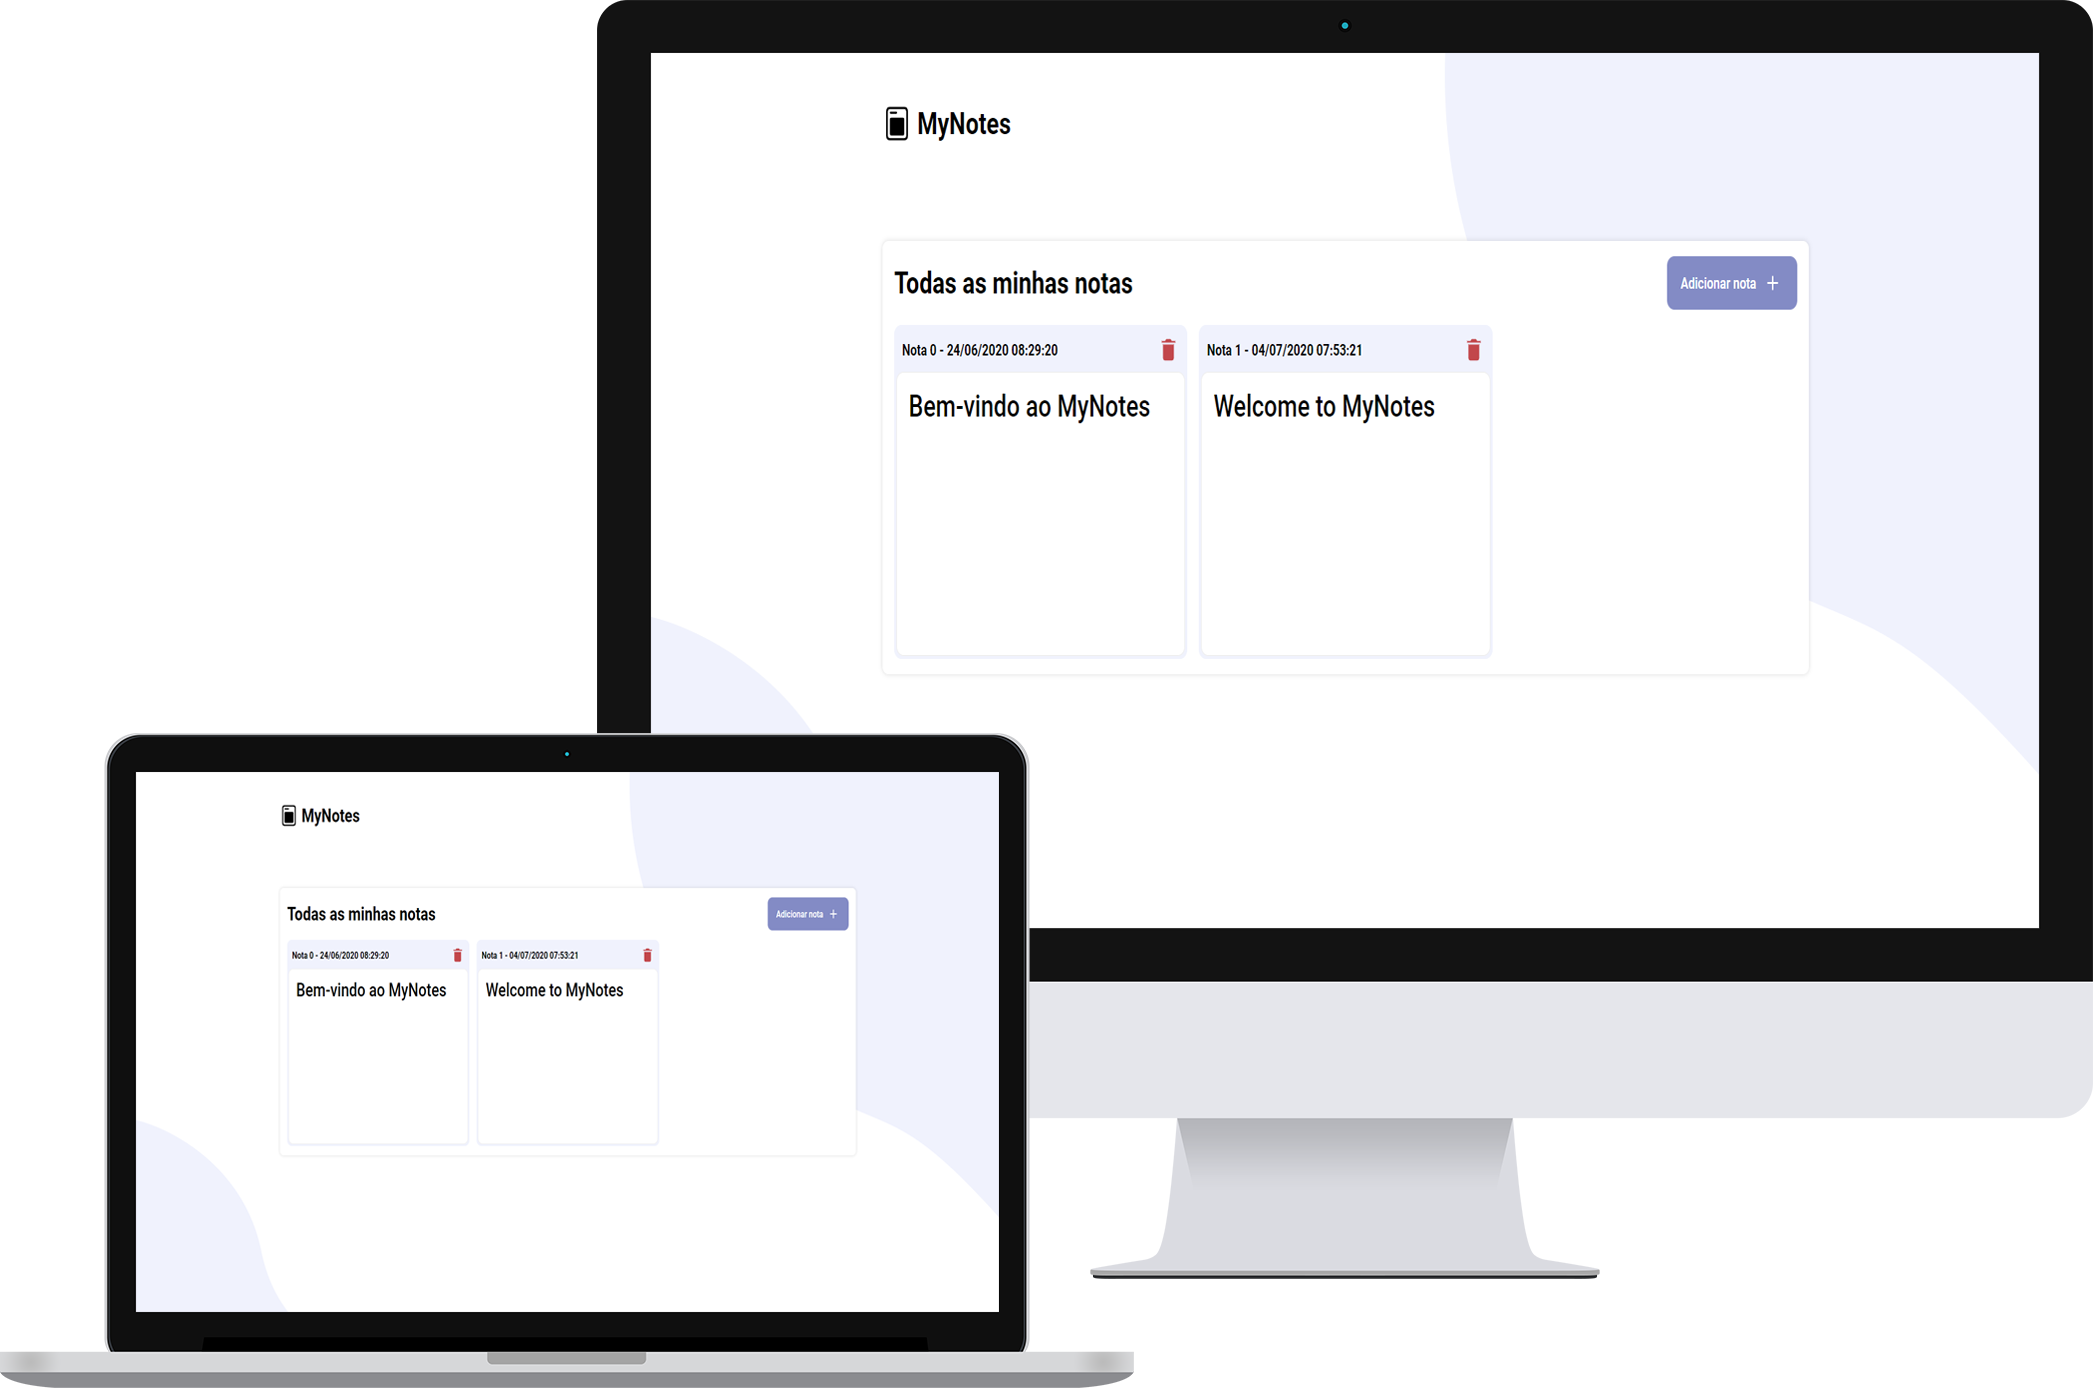 MyNotes
Todas as minhas notas
Adicionar nota +
Nota 0 - 24/06/2020 08:29:20
Nota 1 - 04/07/2020 07:53:21
Bem-vindo ao MyNotes
Welcome to MyNotes
MyNotes
Todas as minhas notas
Adicionar nota +
Nota 0 - 24/06/2020 08:29:20
Nota 1 - 04/07/2020 07:53:21
Bem-vindo ao MyNotes
Welcome to MyNotes